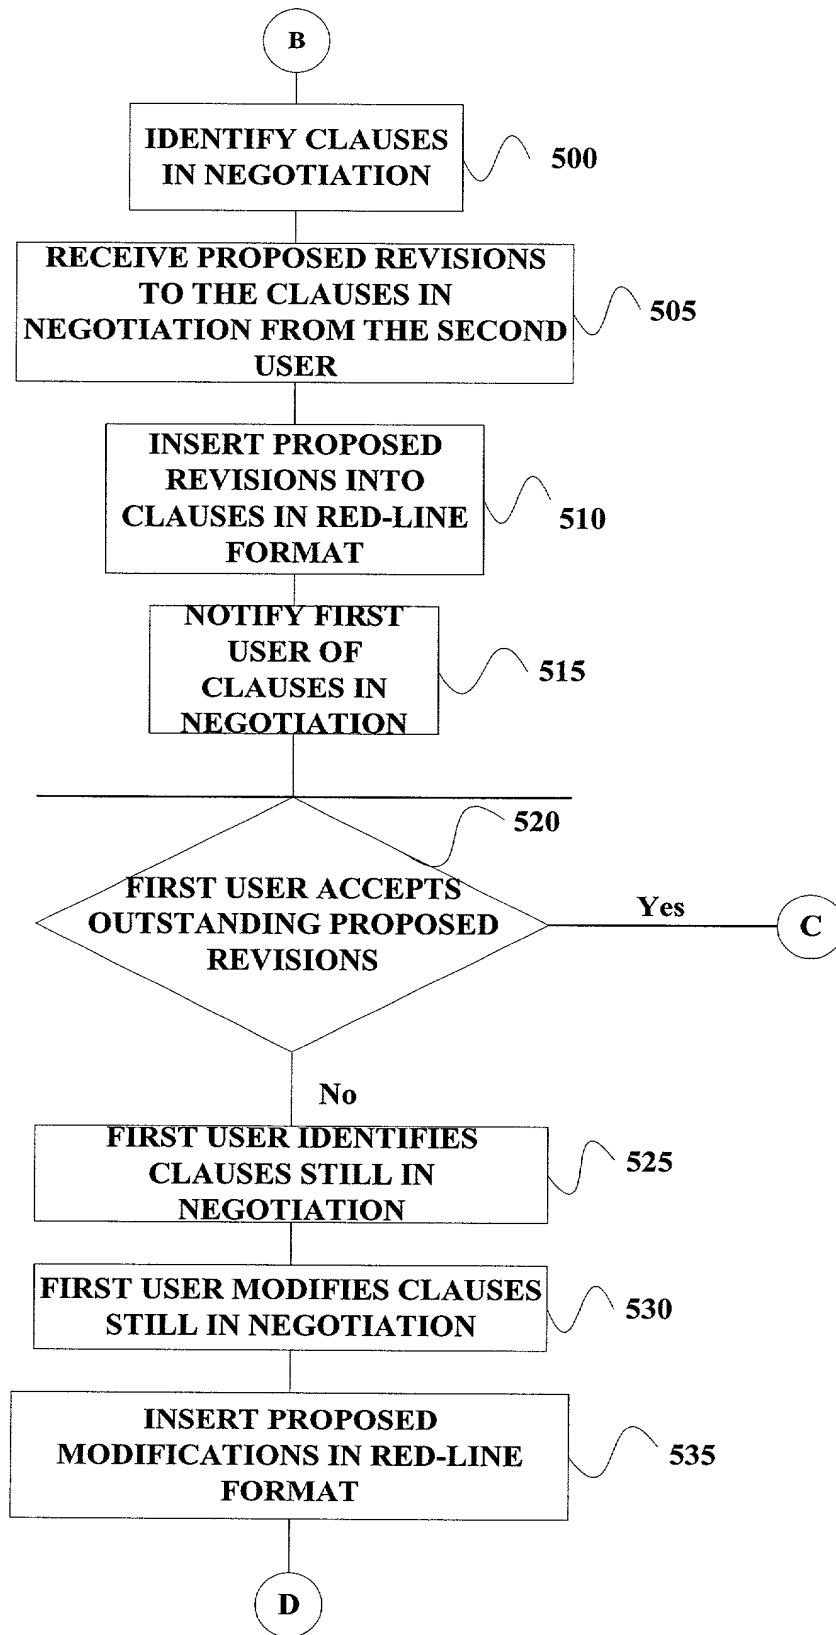 B
IDENTIFY CLAUSES
IN NEGOTIATION
500
RECEIVE PROPOSED REVISIONS
TO THE CLAUSES IN
NEGOTIATION FROM THE SECOND
USER
505
INSERT PROPOSED
REVISIONS INTO
CLAUSES IN RED-LINE
FORMAT
510
NOTIFY FIRST
USER OF
CLAUSES IN
NEGOTIATION
515
520
FIRST USER ACCEPTS
OUTSTANDING PROPOSED
REVISIONS
Yes
C
No
FIRST USER IDENTIFIES
CLAUSES STILL IN
NEGOTIATION
525
FIRST USER MODIFIES CLAUSES
STILL IN NEGOTIATION
530
INSERT PROPOSED
MODIFICATIONS IN RED-LINE
FORMAT
535
D